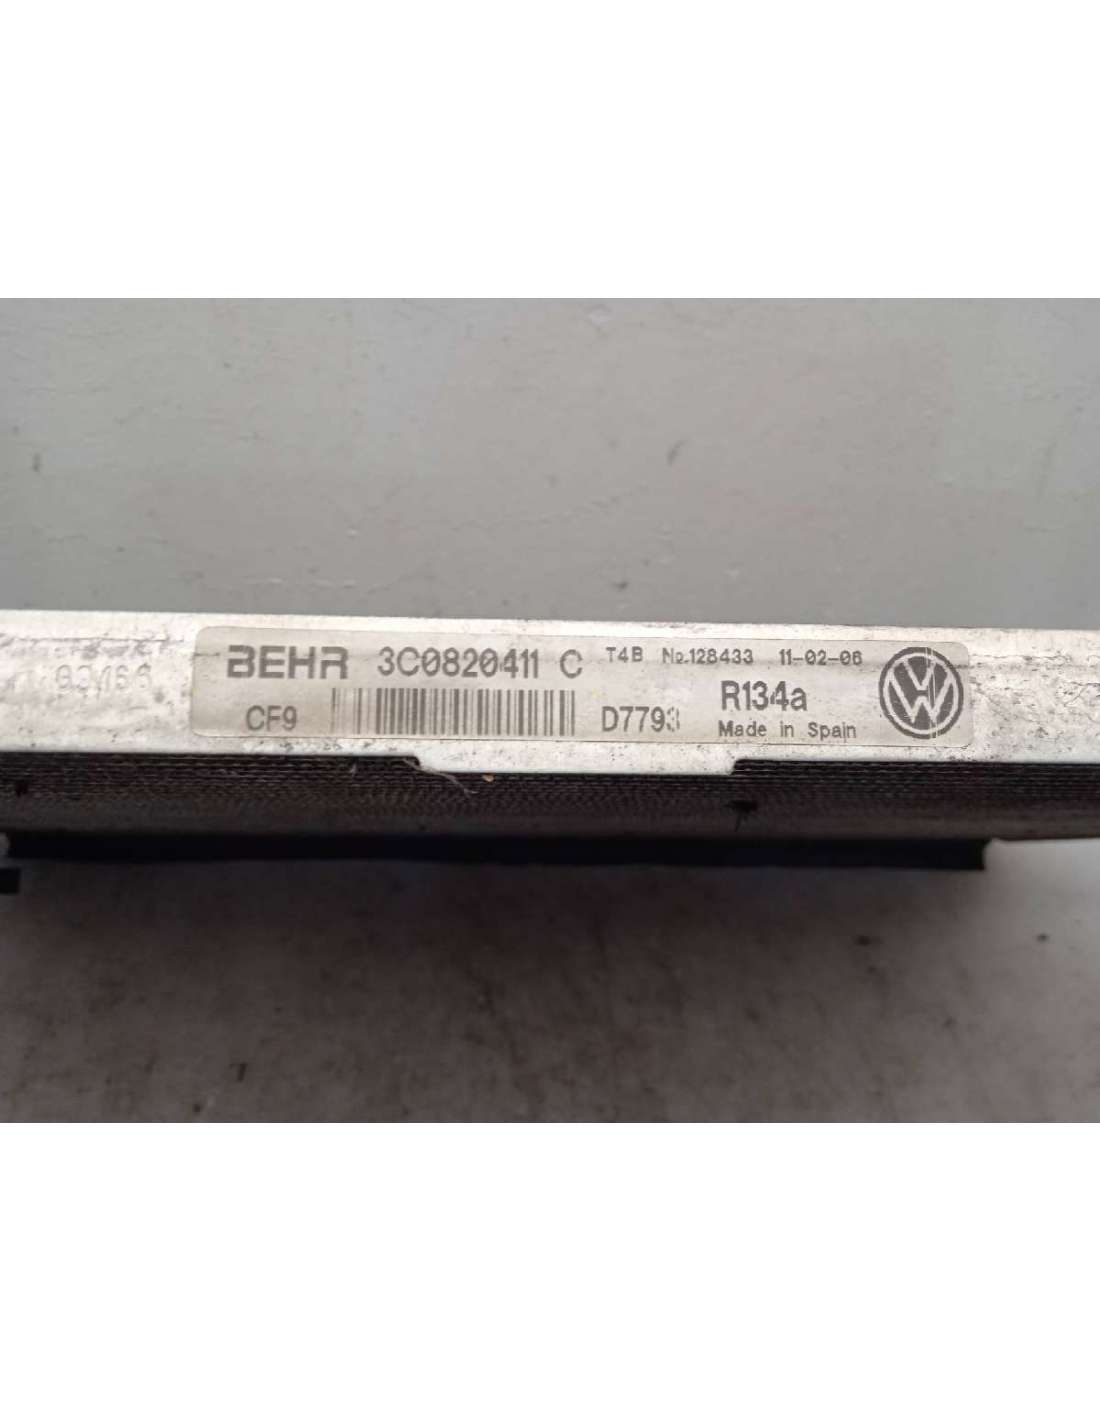 BEHR 3C0820411 C T4B No.128433 11-02-06
CF9 D7793 R134a
Made in Spain